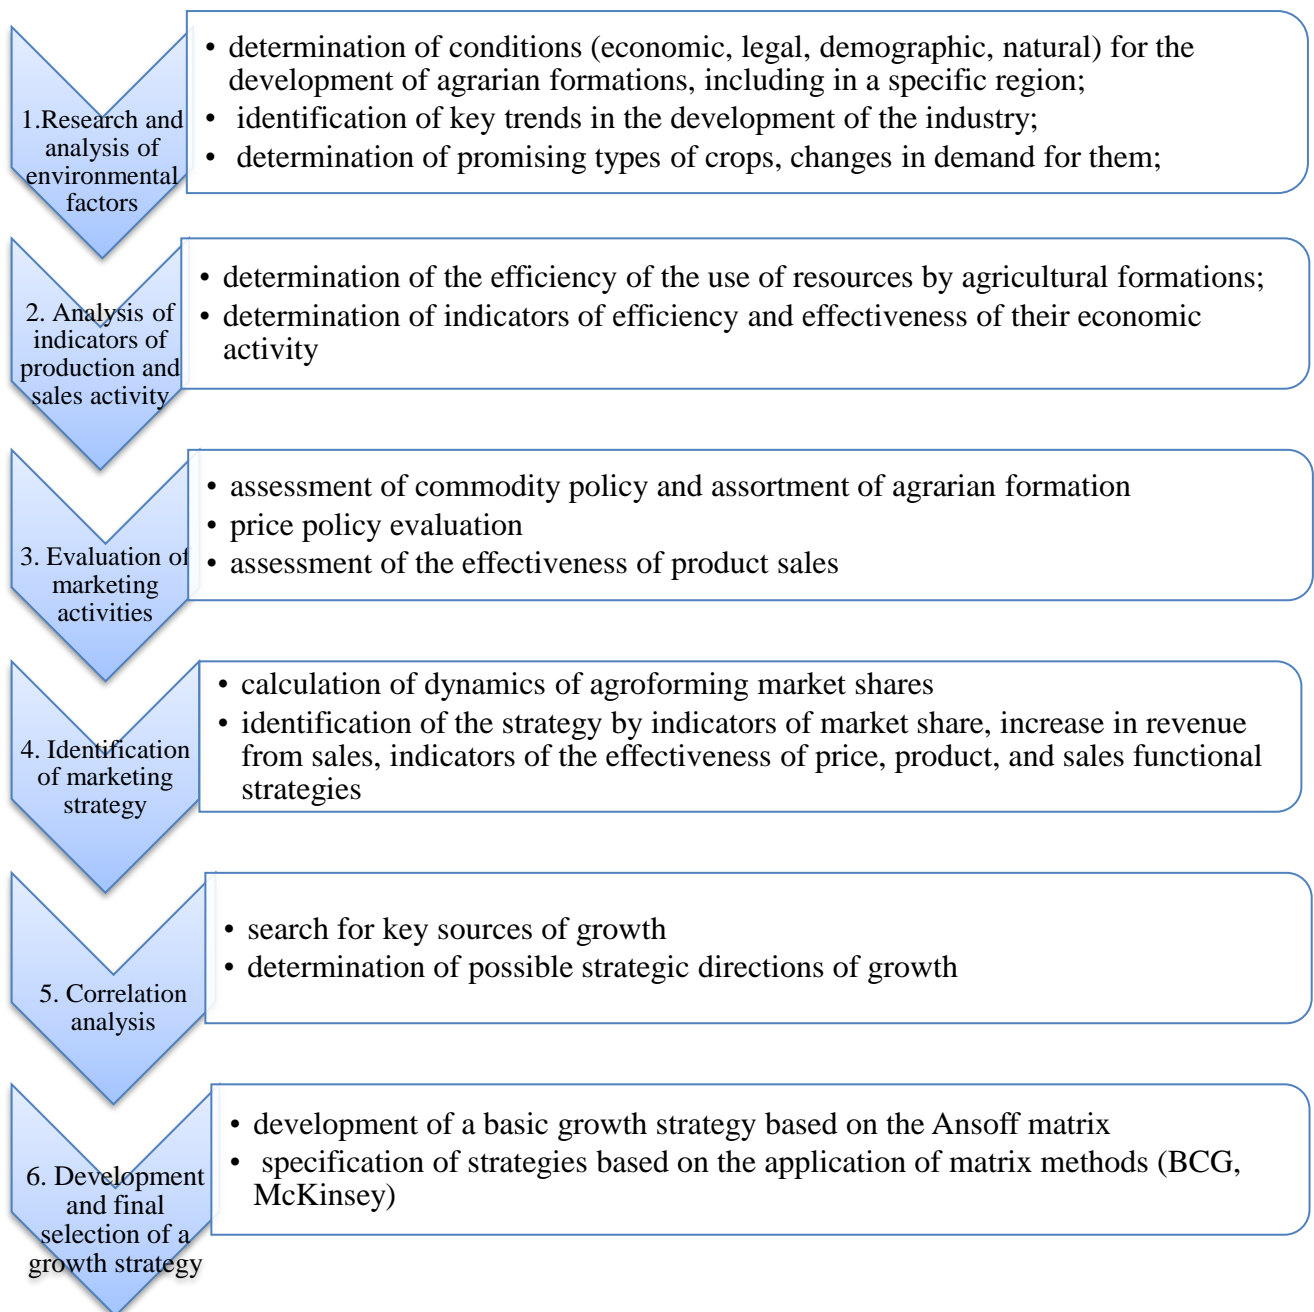 1.Research and
analysis of
environmental
factors
• determination of conditions (economic, legal, demographic, natural) for the
development of agrarian formations, including in a specific region;
• identification of key trends in the development of the industry;
• determination of promising types of crops, changes in demand for them;
2. Analysis of
indicators of
production and
sales activity
• determination of the efficiency of the use of resources by agricultural formations;
• determination of indicators of efficiency and effectiveness of their economic
activity
3. Evaluation of
marketing
activities
• assessment of commodity policy and assortment of agrarian formation
• price policy evaluation
• assessment of the effectiveness of product sales
4. Identification
of marketing
strategy
• calculation of dynamics of agroforming market shares
• identification of the strategy by indicators of market share, increase in revenue
from sales, indicators of the effectiveness of price, product, and sales functional
strategies
5. Correlation
analysis
• search for key sources of growth
• determination of possible strategic directions of growth
6. Development
and final
selection of a
growth strategy
• development of a basic growth strategy based on the Ansoff matrix
• specification of strategies based on the application of matrix methods (BCG,
McKinsey)